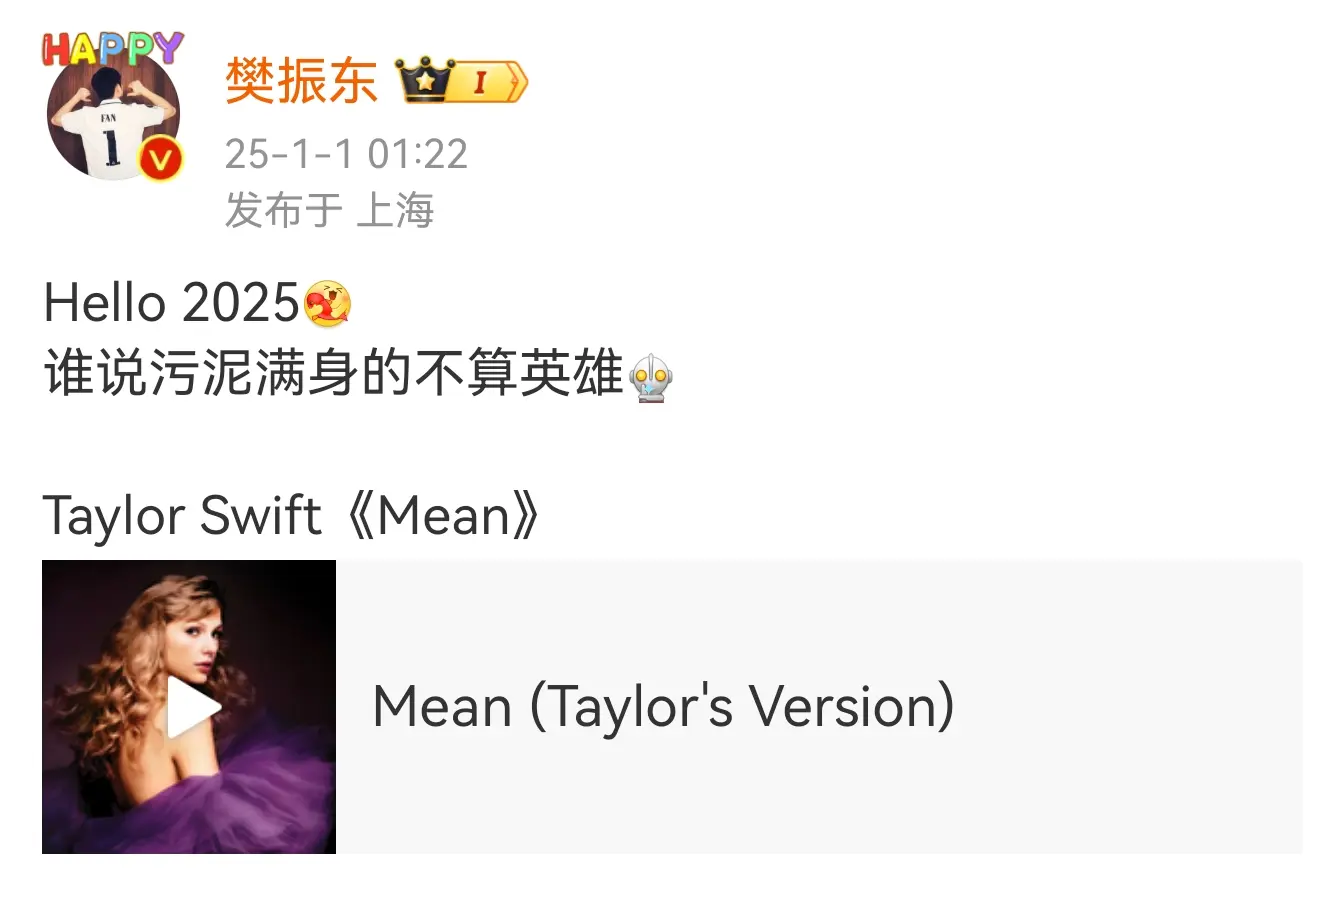 HAPPY
樊振东
I
FAN
1
V
25-1-1 01:22
发布于 上海
Hello 2025
谁说污泥满身的不算英雄
Taylor Swift《Mean》
Mean (Taylor's Version)